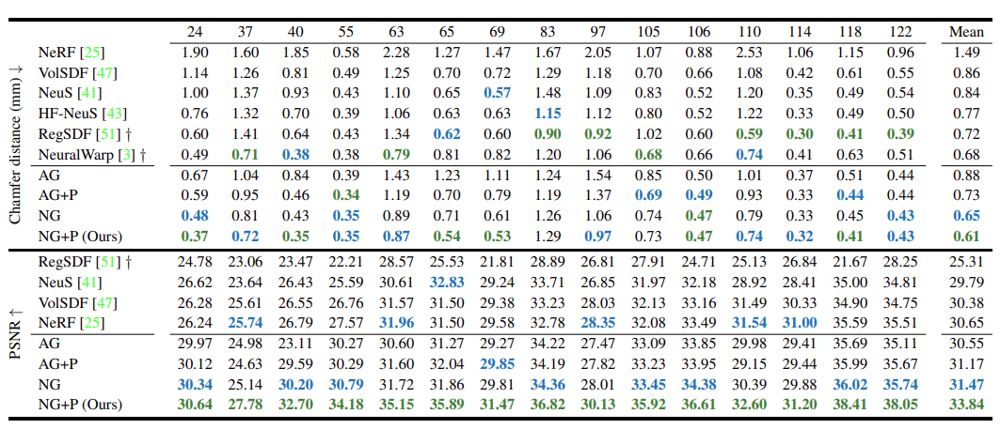 24 37 40 55 63 65 69 83 97 105 106 110 114 118 122 Mean
Chamfer distance (mm) ↓
NeRF [25] 1.90 1.60 1.85 0.58 2.28 1.27 1.47 1.67 2.05 1.07 0.88 2.53 1.06 1.15 0.96 1.49
VolSDF [47] 1.14 1.26 0.81 0.49 1.25 0.70 0.72 1.29 1.18 0.70 0.66 1.08 0.42 0.61 0.55 0.86
NeuS [41] 1.00 1.37 0.93 0.43 1.10 0.65 0.57 1.48 1.09 0.83 0.52 1.20 0.35 0.49 0.54 0.84
HF-NeuS [43] 0.76 1.32 0.70 0.39 1.06 0.63 0.63 1.15 1.12 0.80 0.52 1.22 0.33 0.49 0.50 0.77
RegSDF [51] † 0.60 1.41 0.64 0.43 1.34 0.62 0.60 0.90 0.92 1.02 0.60 0.59 0.30 0.41 0.39 0.72
NeuralWarp [3] † 0.49 0.71 0.38 0.38 0.79 0.81 0.82 1.20 1.06 0.68 0.66 0.74 0.41 0.63 0.51 0.68
AG 0.67 1.04 0.84 0.39 1.43 1.23 1.11 1.24 1.54 0.85 0.50 1.01 0.37 0.51 0.44 0.88
AG+P 0.59 0.95 0.46 0.34 1.19 0.70 0.79 1.19 1.37 0.69 0.49 0.93 0.33 0.44 0.44 0.73
NG 0.48 0.81 0.43 0.35 0.89 0.71 0.61 1.26 1.06 0.74 0.47 0.79 0.33 0.45 0.43 0.65
NG+P (Ours) 0.37 0.72 0.35 0.35 0.87 0.54 0.53 1.29 0.97 0.73 0.47 0.74 0.32 0.41 0.43 0.61
PSNR ↑
RegSDF [51] † 24.78 23.06 23.47 22.21 28.57 25.53 21.81 28.89 26.81 27.91 24.71 25.13 26.84 21.67 28.25 25.31
NeuS [41] 26.62 23.64 26.43 25.59 30.61 32.83 29.24 33.71 26.85 31.97 32.18 28.92 28.41 35.00 34.81 29.79
VolSDF [47] 26.28 25.61 26.55 26.76 31.57 31.50 29.38 33.23 28.03 32.13 33.16 31.49 30.33 34.90 34.75 30.38
NeRF [25] 26.24 25.74 26.79 27.57 31.96 31.50 29.58 32.78 28.35 32.08 33.49 31.54 31.00 35.59 35.51 30.65
AG 29.97 24.98 23.11 30.27 30.60 31.27 29.27 34.22 27.47 33.09 33.85 29.98 29.41 35.69 35.11 30.55
AG+P 30.12 24.63 29.59 30.29 31.60 32.04 29.85 34.19 27.82 33.23 33.95 29.15 29.44 35.99 35.67 31.17
NG 30.34 25.14 30.20 30.79 31.72 31.86 29.81 34.36 28.01 33.45 34.38 30.39 29.88 36.02 35.74 31.47
NG+P (Ours) 30.64 27.78 32.70 34.18 35.15 35.89 31.47 36.82 30.13 35.92 36.61 32.60 31.20 38.41 38.05 33.84